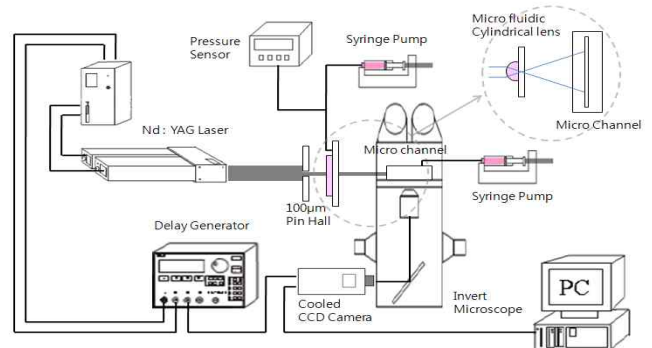 Pressure
Sensor
Syringe Pump
Micro fluidic
Cylindrical lens
Nd : YAG Laser
Micro channel
Micro Channel
Syringe Pump
100μm
Pin Hall
Delay Generator
Cooled
CCD Camera
Invert
Microscope
PC